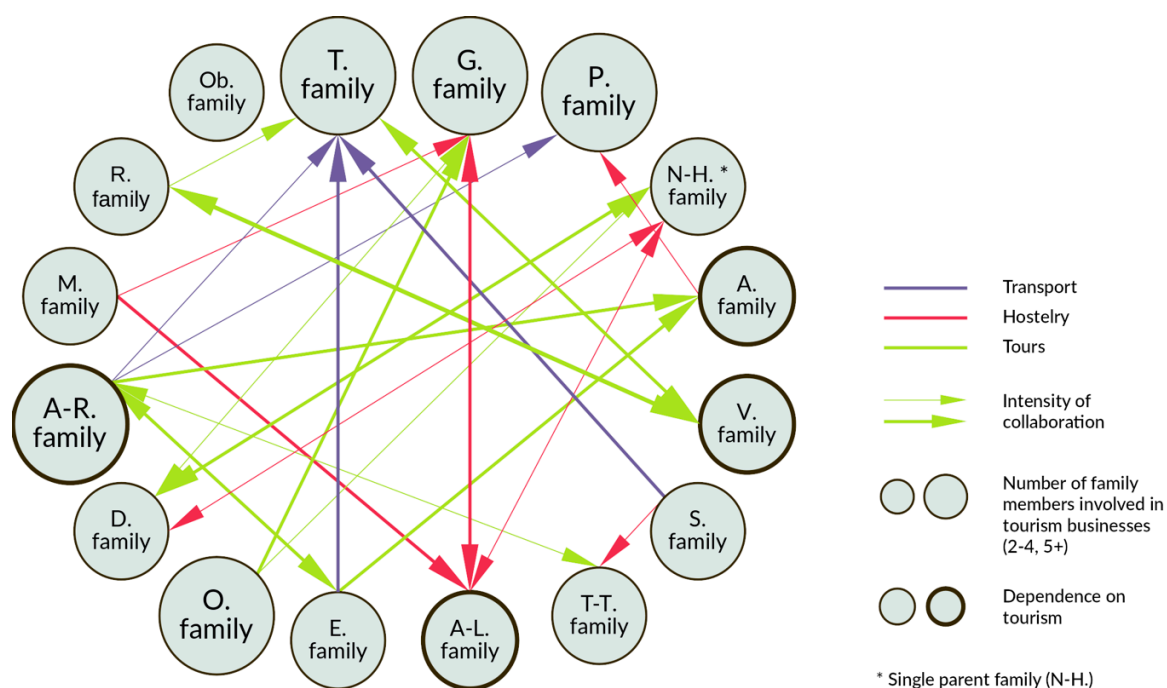 Ob.
family
T.
family
G.
family
P.
family
R.
family
N-H. *
family
M.
family
A.
family
A-R.
family
V.
family
D.
family
S.
family
O.
family
E.
family
A-L.
family
T-T.
family
Transport
Hostelry
Tours
Intensity of
collaboration
Number of family
members involved in
tourism businesses
(2-4, 5+)
Dependence on
tourism
* Single parent family (N-H.)